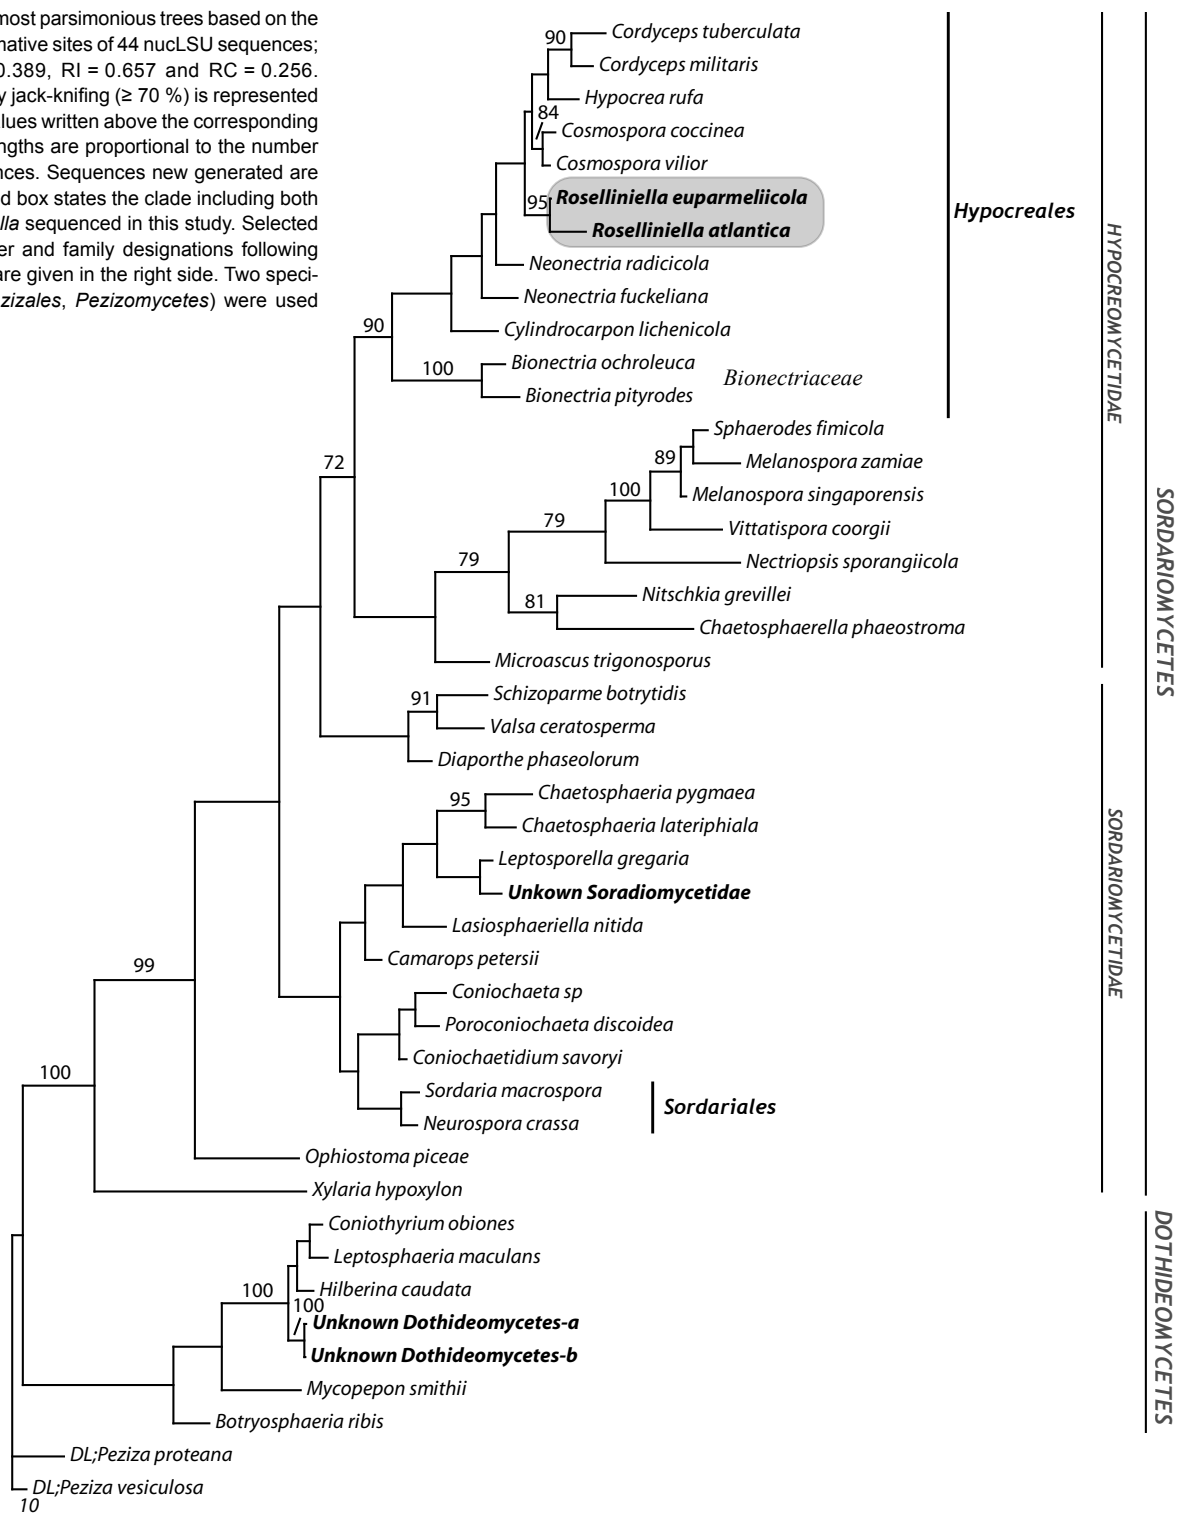 most parsimonious trees based on the
mative sites of 44 nucLSU sequences;
0.389, RI = 0.657 and RC = 0.256.
y jack-knifing (≥ 70 %) is represented
lues written above the corresponding
ngths are proportional to the number
nces. Sequences new generated are
d box states the clade including both
lla sequenced in this study. Selected
er and family designations following
are given in the right side. Two speci-
zizales, Pezizomycetes) were used
90
Cordyceps tuberculata
Cordyceps militaris
Hypocrea rufa
84
Cosmospora coccinea
Cosmospora vilior
95
Roselliniella euparmeliicola
Roselliniella atlantica
Hypocreales
Neonectria radicicola
Neonectria fuckeliana
Cylindrocarpon lichenicola
90
100
Bionectria ochroleuca
Bionectriaceae
Bionectria pityrodes
HYPOCREOMYCETIDAE
Sphaerodes fimicola
89
Melanospora zamiae
72
100
Melanospora singaporensis
79
Vittatispora coorgii
Nectriopsis sporangiicola
79
81
Nitschkia grevillei
Chaetosphaerella phaeostroma
Microascus trigonosporus
SORDARIOMYCETES
91
Schizoparme botrytidis
Valsa ceratosperma
Diaporthe phaseolorum
95
Chaetosphaeria pygmaea
Chaetosphaeria lateriphiala
Leptosporella gregaria
Unkown Soradiomycetidae
SORDARIOMYCETIDAE
Lasiosphaeriella nitida
Camarops petersii
99
Coniochaeta sp
Poroconiochaeta discoidea
Coniochaetidium savoryi
100
Sordaria macrospora
Sordariales
Neurospora crassa
Ophiostoma piceae
Xylaria hypoxylon
Coniothyrium obiones
Leptosphaeria maculans
100
Hilberina caudata
100
Unknown Dothideomycetes-a
Unknown Dothideomycetes-b
DOTHIDEOMYCETES
Mycopepon smithii
Botryosphaeria ribis
DL;Peziza proteana
DL;Peziza vesiculosa
10